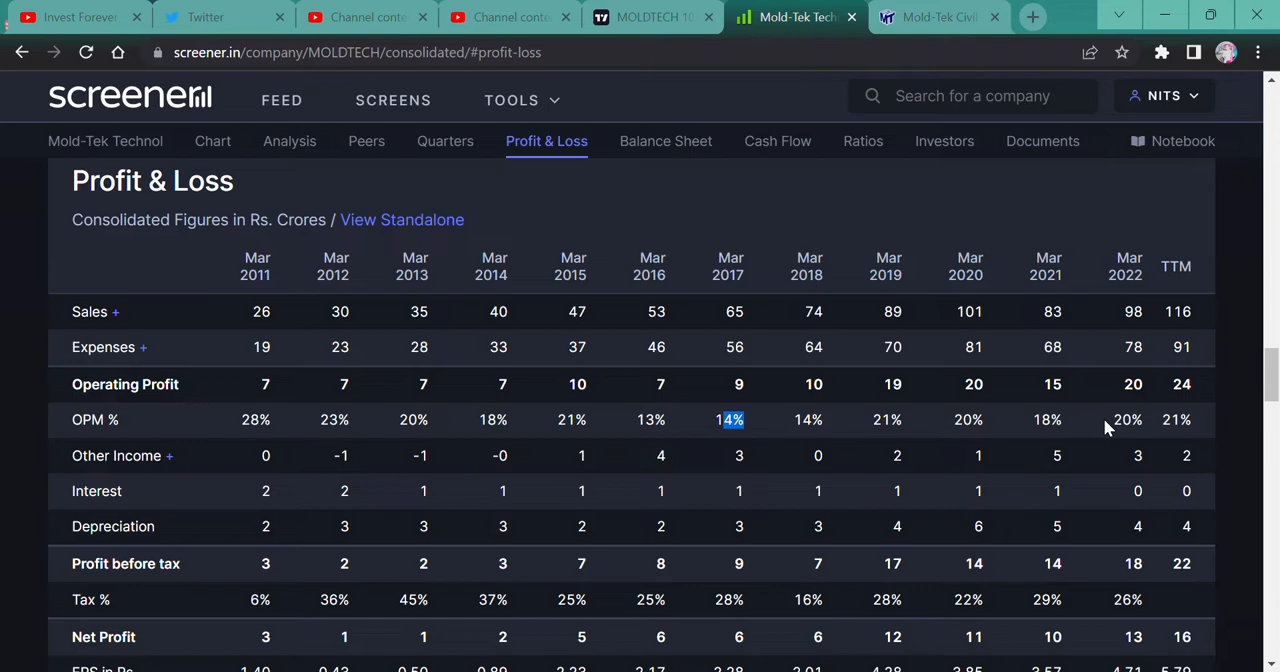 Invest Forever
Twitter
Channel conte
Channel conte
MOLDTECH 10
Mold-Tek Tech
Mold-Tek Civil
screener.in/company/MOLDTECH/consolidated/#profit-loss
screener
FEED
SCREENS
TOOLS
Search for a company
NITS
Mold-Tek Technol Chart Analysis Peers Quarters Profit & Loss Balance Sheet Cash Flow Ratios Investors Documents Notebook
Profit & Loss
Consolidated Figures in Rs. Crores / View Standalone
Mar Mar Mar Mar Mar Mar Mar Mar Mar Mar Mar Mar
2011 2012 2013 2014 2015 2016 2017 2018 2019 2020 2021 2022 TTM
Sales + 26 30 35 40 47 53 65 74 89 101 83 98 116
Expenses + 19 23 28 33 37 46 56 64 70 81 68 78 91
Operating Profit 7 7 7 7 10 7 9 10 19 20 15 20 24
OPM % 28% 23% 20% 18% 21% 13% 14% 14% 21% 20% 18% 20% 21%
Other Income + 0 -1 -1 -0 1 4 3 0 2 1 5 3 2
Interest 2 2 1 1 1 1 1 1 1 1 1 0 0
Depreciation 2 3 3 3 2 2 3 3 4 6 5 4 4
Profit before tax 3 2 2 3 7 8 9 7 17 14 14 18 22
Tax % 6% 36% 45% 37% 25% 25% 28% 16% 28% 22% 29% 26%
Net Profit 3 1 1 2 5 6 6 6 12 11 10 13 16